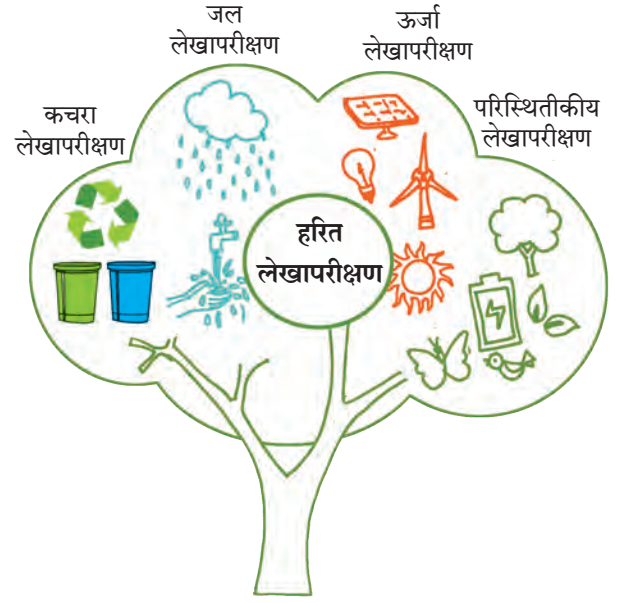 जल
लेखापरीक्षण
ऊर्जा
लेखापरीक्षण
कचरा
लेखापरीक्षण
परिस्थितीकीय
लेखापरीक्षण
हरित
लेखापरीक्षण